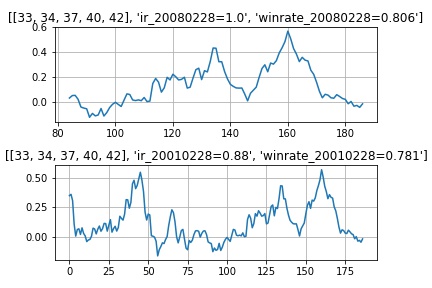 [[33, 34, 37, 40, 42], 'ir_20080228=1.0', 'winrate_20080228=0.806']
0.6
0.4
0.2
0.0
80 100 120 140 160 180
[[33, 34, 37, 40, 42], 'ir_20010228=0.88', 'winrate_20010228=0.781']
0.50
0.25
0.00
0 25 50 75 100 125 150 175